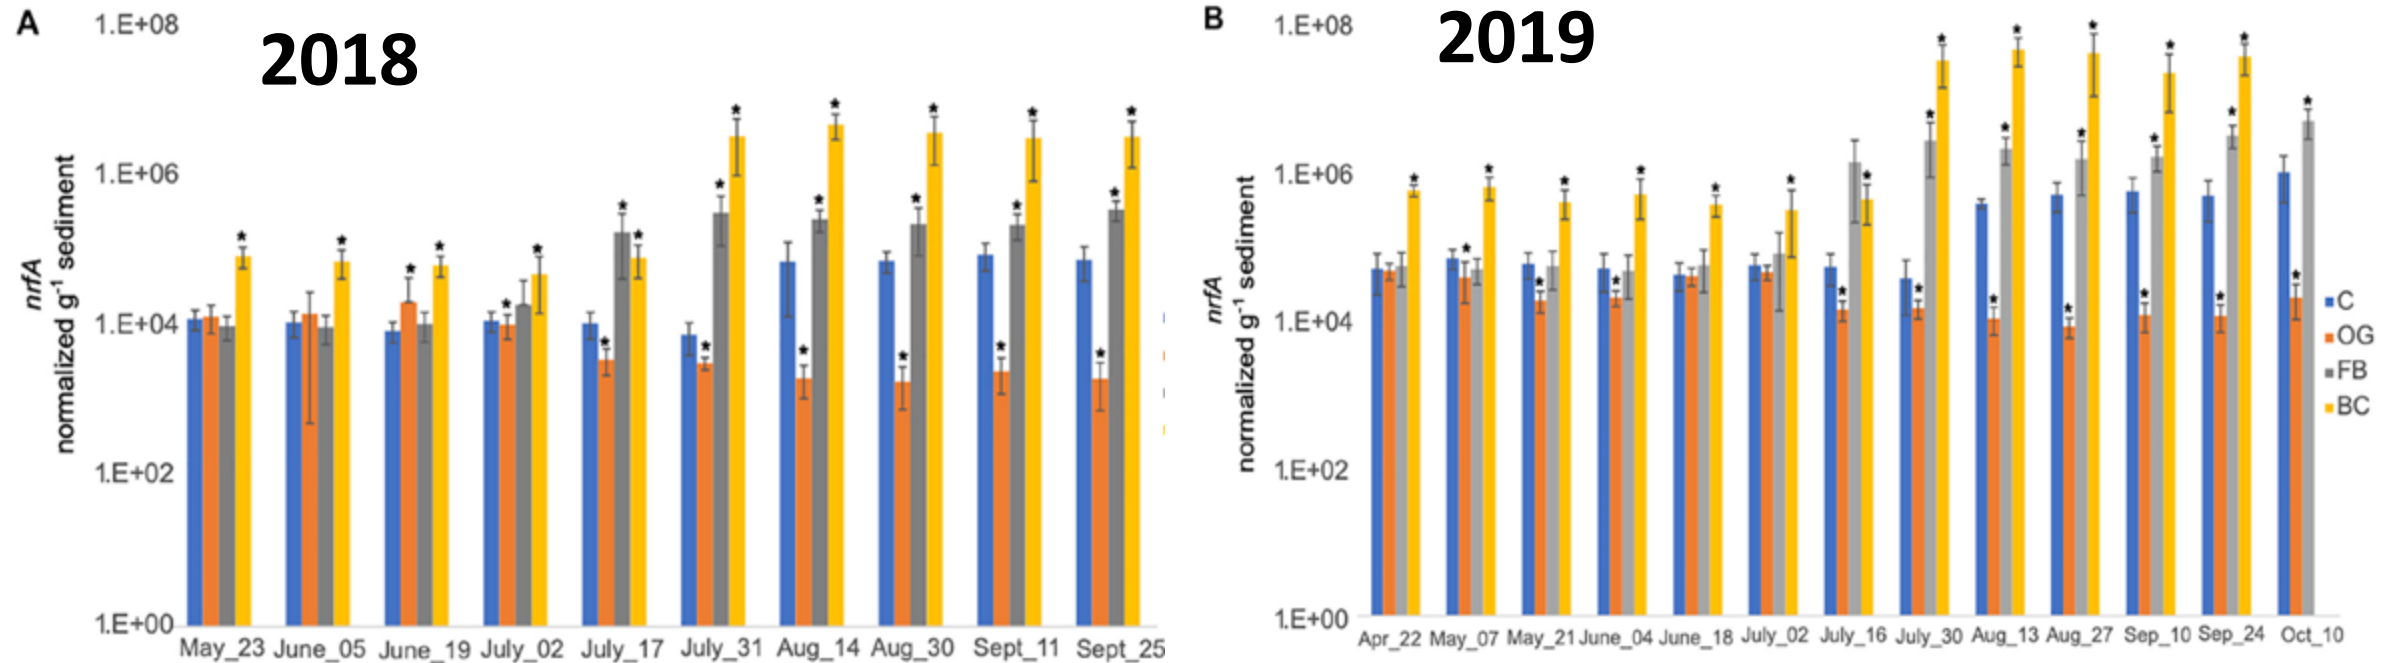 A
2018
1.E+08
1.E+06
1.E+04
1.E+02
1.E+00
nrfA
normalized g-1 sediment
* * * * * * * * * * * * * * * * * * * * * * *
May_23 June_05 June_19 July_02 July_17 July_31 Aug_14 Aug_30 Sept_11 Sept_25
B
2019
1.E+08
1.E+06
1.E+04
1.E+02
1.E+00
nrfA
normalized g-1 sediment
Apr_22 May_07 May_21 June_04 June_18 July_02 July_16 July_30 Aug_13 Aug_27 Sep_10 Sep_24 Oct_10
C
OG
FB
BC